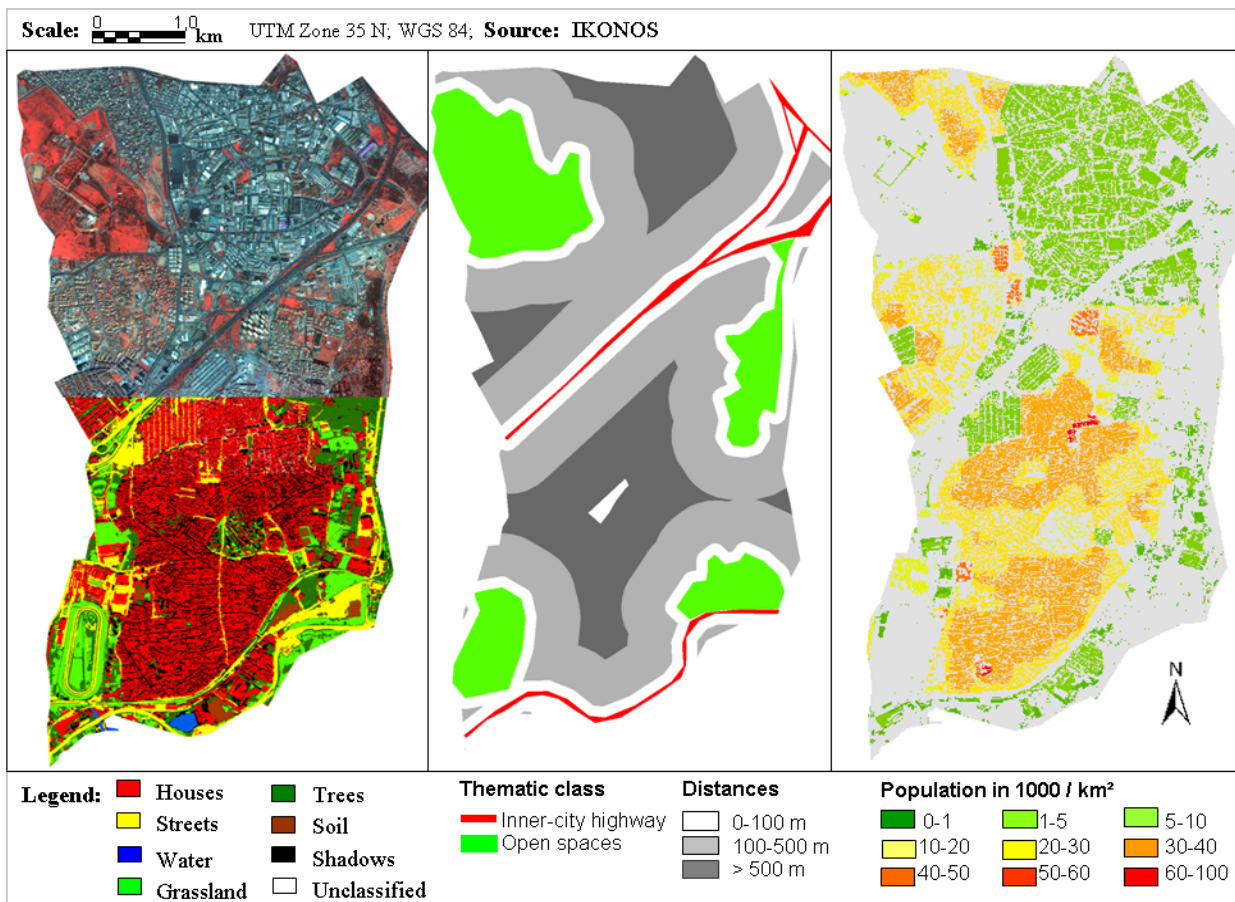 Scale: 0 1.0 km UTM Zone 35 N; WGS 84; Source: IKONOS
N
Legend: Houses Trees
Streets Soil
Water Shadows
Grassland Unclassified
Thematic class
Inner-city highway
Open spaces
Distances
0-100 m
100-500 m
> 500 m
Population in 1000 / km²
0-1 1-5 5-10
10-20 20-30 30-40
40-50 50-60 60-100